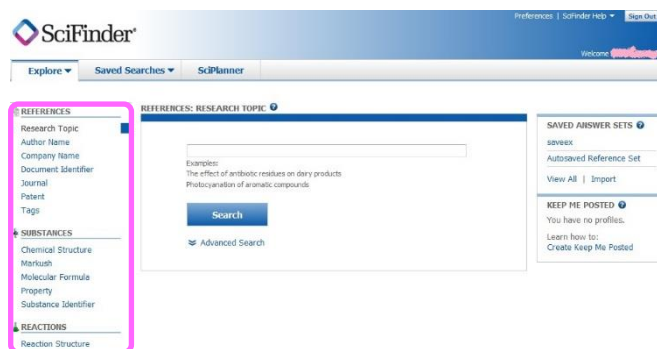 Preferences | SciFinder Help Sign Out
SciFinder®
Welcome
Explore Saved Searches SciPlanner
REFERENCES
Research Topic
Author Name
Company Name
Document Identifier
Journal
Patent
Tags
SUBSTANCES
Chemical Structure
Markush
Molecular Formula
Property
Substance Identifier
REACTIONS
Reaction Structure
REFERENCES: RESEARCH TOPIC ?
Examples:
The effect of antibiotic residues on dairy products
Photocyanation of aromatic compounds
Search
Advanced Search
SAVED ANSWER SETS ?
saveex
Autosaved Reference Set
View All | Import
KEEP ME POSTED ?
You have no profiles.
Learn how to:
Create Keep Me Posted